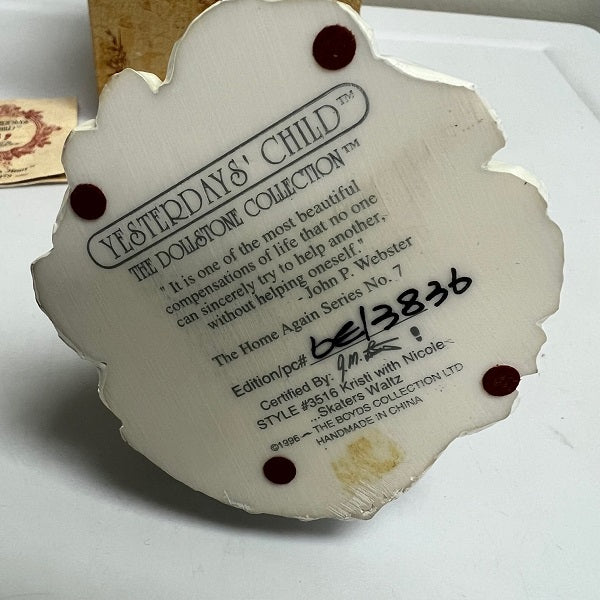 YESTERDAYS' CHILD™
THE DOLLSTONE COLLECTION™
" It is one of the most beautiful
compensations of life that no one
can sincerely try to help another,
without helping oneself."
- John P. Webster
The Home Again Series No. 7
Edition/pc# 6E/3836
Certified By:
STYLE #3516 Kristi with Nicole
...Skaters Waltz
©1996 THE BOYDS COLLECTION LTD
HANDMADE IN CHINA